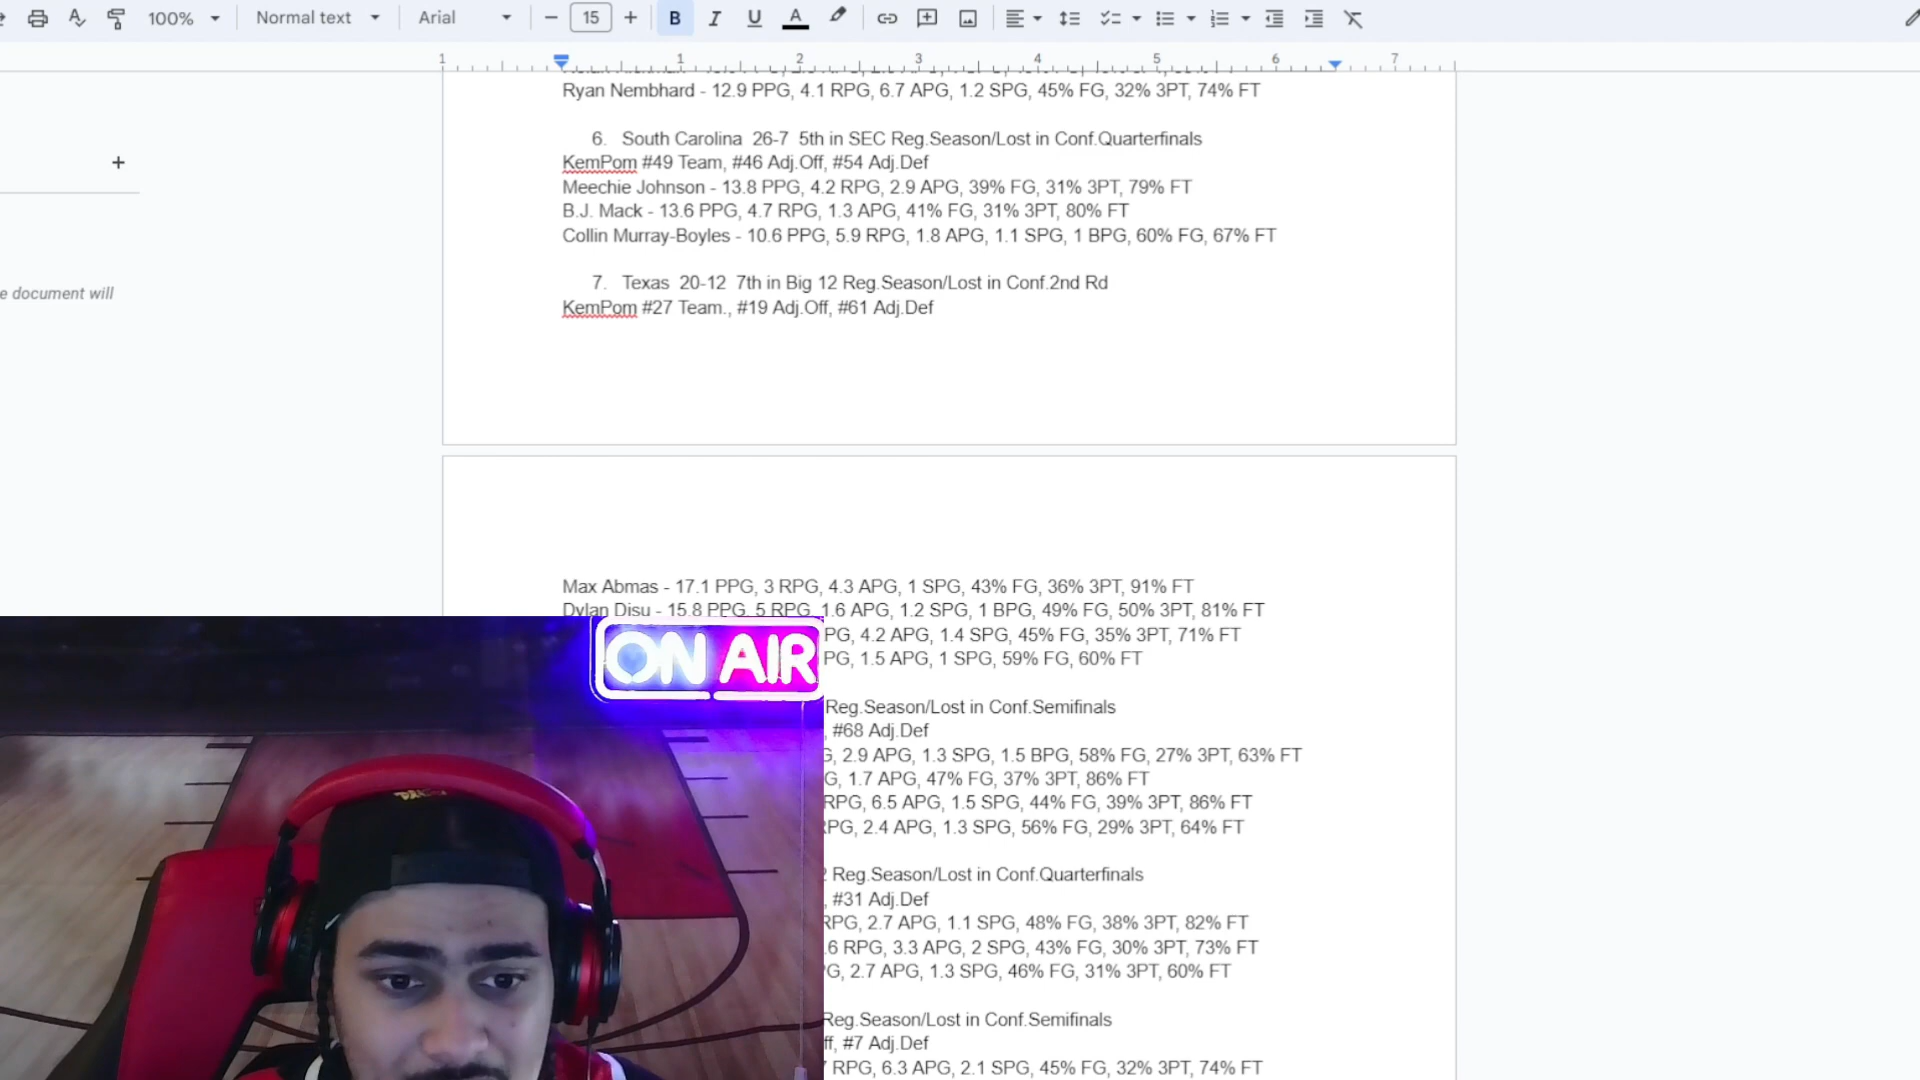 100%
Normal text
Arial
15
B
I
U
A
1
1
2
3
4
5
6
7
Ryan Nembhard - 12.9 PPG, 4.1 RPG, 6.7 APG, 1.2 SPG, 45% FG, 32% 3PT, 74% FT
6. South Carolina 26-7 5th in SEC Reg.Season/Lost in Conf.Quarterfinals
KemPom #49 Team, #46 Adj.Off, #54 Adj.Def
Meechie Johnson - 13.8 PPG, 4.2 RPG, 2.9 APG, 39% FG, 31% 3PT, 79% FT
B.J. Mack - 13.6 PPG, 4.7 RPG, 1.3 APG, 41% FG, 31% 3PT, 80% FT
Collin Murray-Boyles - 10.6 PPG, 5.9 RPG, 1.8 APG, 1.1 SPG, 1 BPG, 60% FG, 67% FT
7. Texas 20-12 7th in Big 12 Reg.Season/Lost in Conf.2nd Rd
e document will
KemPom #27 Team., #19 Adj.Off, #61 Adj.Def
Max Abmas - 17.1 PPG, 3 RPG, 4.3 APG, 1 SPG, 43% FG, 36% 3PT, 91% FT
Dylan Disu - 15.8 PPG, 5 RPG, 1.6 APG, 1.2 SPG, 1 BPG, 49% FG, 50% 3PT, 81% FT
PG, 4.2 APG, 1.4 SPG, 45% FG, 35% 3PT, 71% FT
PG, 1.5 APG, 1 SPG, 59% FG, 60% FT
ON AIR
Reg.Season/Lost in Conf.Semifinals
, #68 Adj.Def
G, 2.9 APG, 1.3 SPG, 1.5 BPG, 58% FG, 27% 3PT, 63% FT
G, 1.7 APG, 47% FG, 37% 3PT, 86% FT
RPG, 6.5 APG, 1.5 SPG, 44% FG, 39% 3PT, 86% FT
RPG, 2.4 APG, 1.3 SPG, 56% FG, 29% 3PT, 64% FT
2 Reg.Season/Lost in Conf.Quarterfinals
, #31 Adj.Def
RPG, 2.7 APG, 1.1 SPG, 48% FG, 38% 3PT, 82% FT
.6 RPG, 3.3 APG, 2 SPG, 43% FG, 30% 3PT, 73% FT
G, 2.7 APG, 1.3 SPG, 46% FG, 31% 3PT, 60% FT
Reg.Season/Lost in Conf.Semifinals
ff, #7 Adj.Def
RPG, 6.3 APG, 2.1 SPG, 45% FG, 32% 3PT, 74% FT